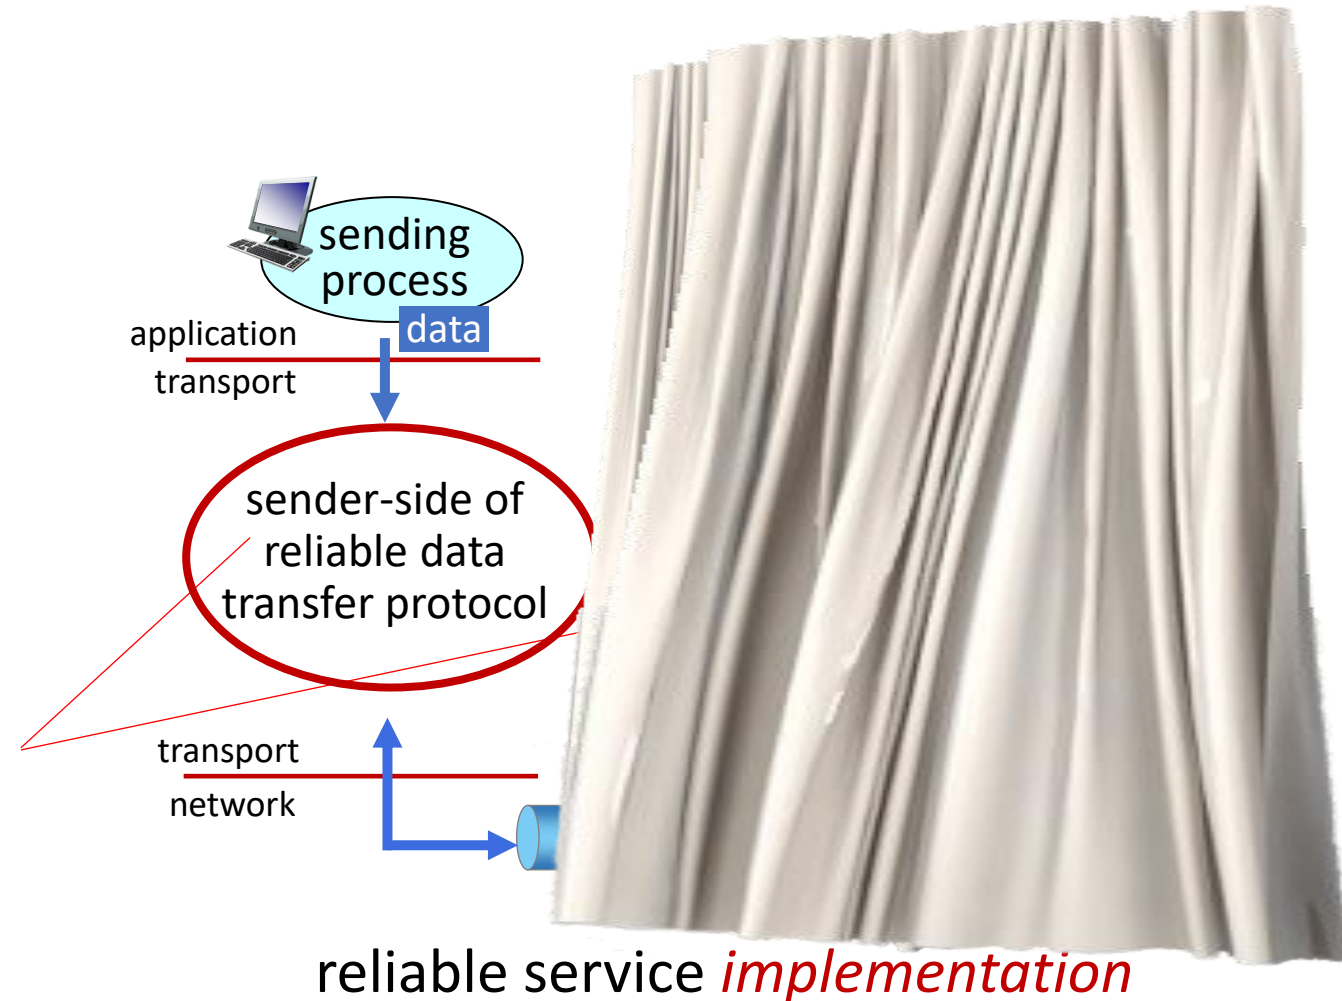 sending
process
data
application
transport
sender-side of
reliable data
transfer protocol
transport
network
reliable service implementation